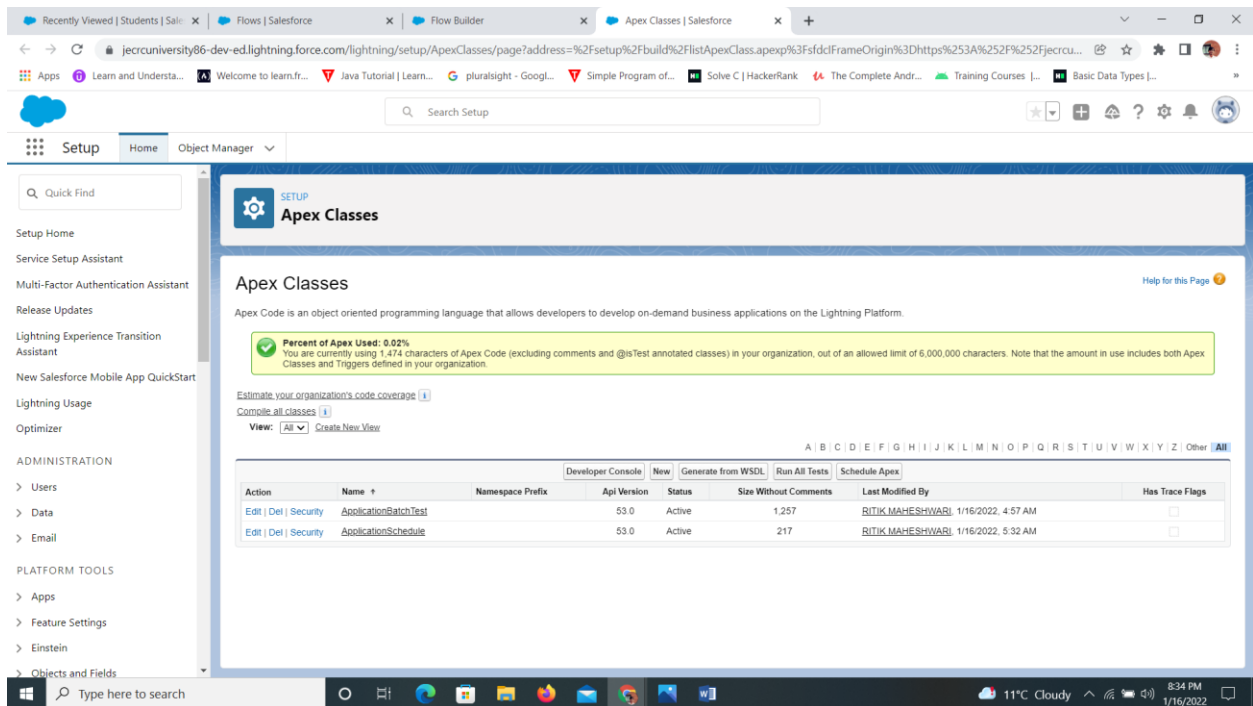 Recently Viewed | Students | Sale
Flows | Salesforce
Flow Builder
Apex Classes | Salesforce
jecrcuniversity86-dev-ed.lightning.force.com/lightning/setup/ApexClasses/page?address=%2Fsetup%2Fbuild%2FlistApexClass.apexp%3FsfdcIFrameOrigin%3Dhttps%253A%252F%252Fjecrcu...
Apps Learn and Understa... Welcome to learn.fr... Java Tutorial | Learn... pluralsight - Googl... Simple Program of... Solve C | HackerRank The Complete Andr... Training Courses |... Basic Data Types |...
Search Setup
Setup Home Object Manager
Quick Find
Setup Home
Service Setup Assistant
Multi-Factor Authentication Assistant
Release Updates
Lightning Experience Transition
Assistant
New Salesforce Mobile App QuickStart
Lightning Usage
Optimizer
ADMINISTRATION
Users
Data
Email
PLATFORM TOOLS
Apps
Feature Settings
Einstein
Objects and Fields
SETUP
Apex Classes
Apex Classes
Help for this Page
Apex Code is an object oriented programming language that allows developers to develop on-demand business applications on the Lightning Platform.
Percent of Apex Used: 0.02%
You are currently using 1,474 characters of Apex Code (excluding comments and @isTest annotated classes) in your organization, out of an allowed limit of 6,000,000 characters. Note that the amount in use includes both Apex
Classes and Triggers defined in your organization.
Estimate your organization's code coverage i
Compile all classes i
View: All Create New View
A | B | C | D | E | F | G | H | I | J | K | L | M | N | O | P | Q | R | S | T | U | V | W | X | Y | Z | Other All
Developer Console New Generate from WSDL Run All Tests Schedule Apex
Action Name ↑ Namespace Prefix Api Version Status Size Without Comments Last Modified By Has Trace Flags
Edit | Del | Security ApplicationBatchTest 53.0 Active 1,257 RITIK MAHESHWARI, 1/16/2022, 4:57 AM
Edit | Del | Security ApplicationSchedule 53.0 Active 217 RITIK MAHESHWARI, 1/16/2022, 5:32 AM
Type here to search
11°C Cloudy
8:34 PM
1/16/2022